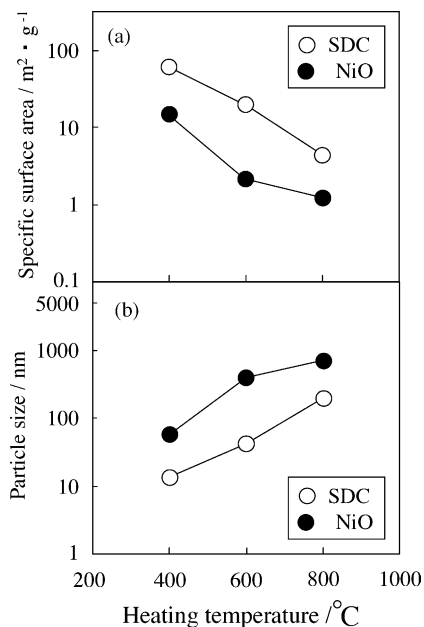 (a)
SDC
NiO
Specific surface area / m² · g⁻¹
100
10
1
0.1
(b)
5000
1000
100
10
1
Particle size / nm
SDC
NiO
200 400 600 800 1000
Heating temperature /°C